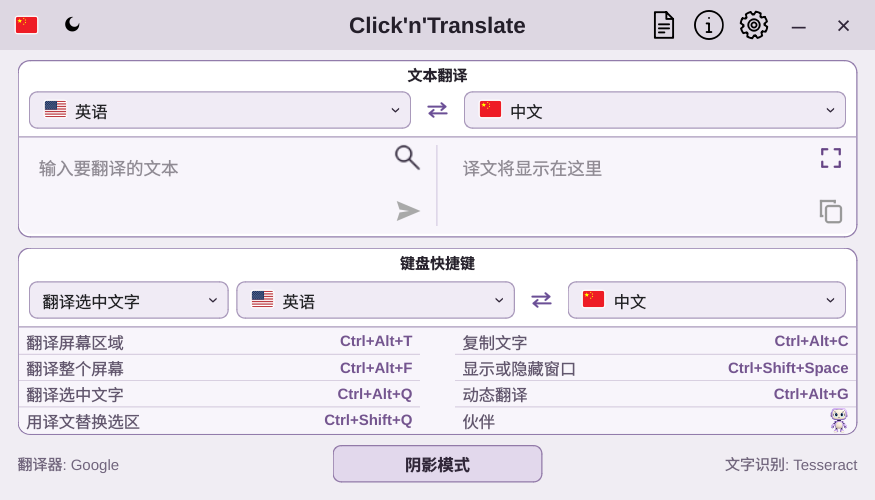 Click'n'Translate
文本翻译
英语
中文
输入要翻译的文本
译文将显示在这里
键盘快捷键
翻译选中文字
英语
中文
翻译屏幕区域 Ctrl+Alt+T
复制文字 Ctrl+Alt+C
翻译整个屏幕 Ctrl+Alt+F
显示或隐藏窗口 Ctrl+Shift+Space
翻译选中文字 Ctrl+Alt+Q
动态翻译 Ctrl+Alt+G
用译文替换选区 Ctrl+Shift+Q
伙伴
翻译器: Google
阴影模式
文字识别: Tesseract